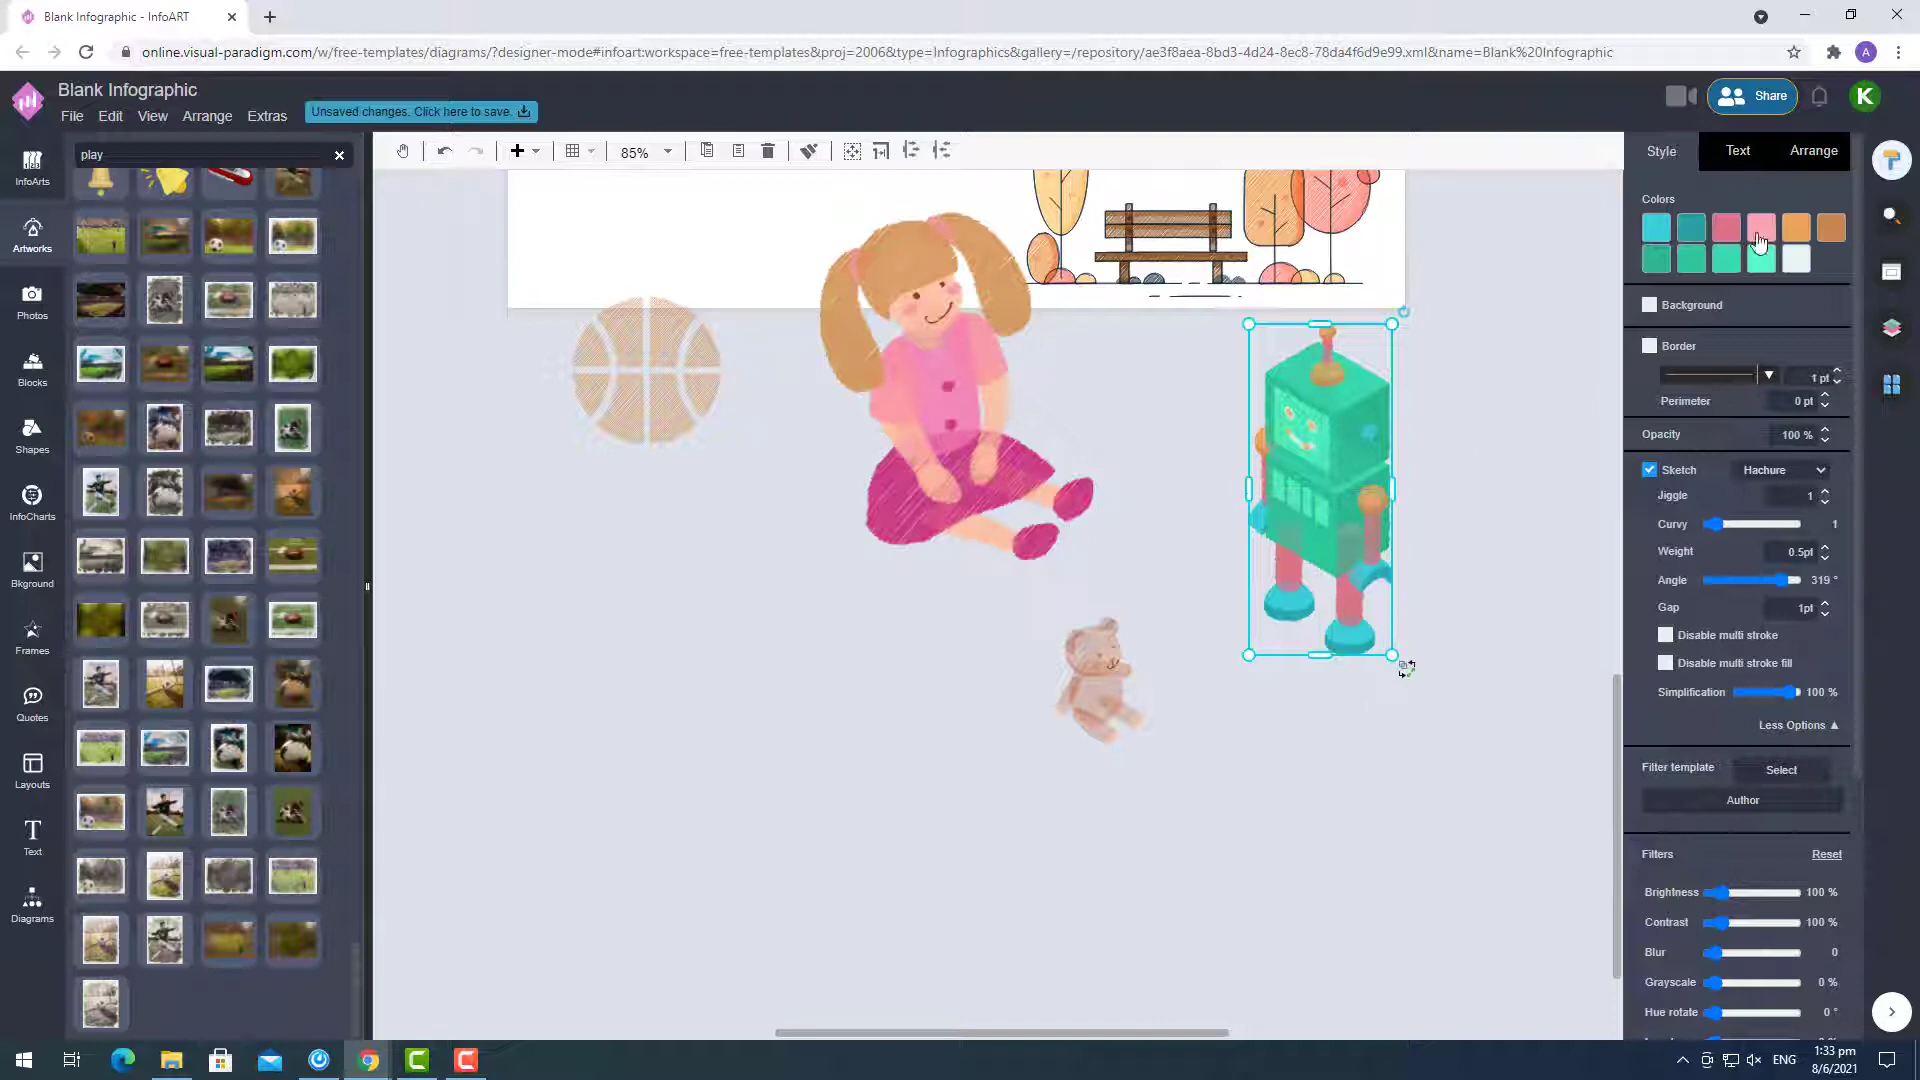 Blank Infographic - InfoART
online.visual-paradigm.com/w/free-templates/diagrams/?designer-mode#infoart:workspace=free-templates&proj=2006&type=Infographics&gallery=/repository/ae3f8aea-8bd3-4d24-8ec8-78da4f6d9e99.xml&name=Blank%20Infographic
A
Blank Infographic
File Edit View Arrange Extras
Unsaved changes. Click here to save.
Share
K
InfoArts
Artworks
Photos
Blocks
Shapes
InfoCharts
Bkground
Frames
Quotes
Layouts
T
Text
Diagrams
play
85%
Style Text Arrange
Colors
Background
Border
1 pt
Perimeter 0 pt
Opacity 100 %
Sketch Hachure
Jiggle 1
Curvy 1
Weight 0.5pt
Angle 319 °
Gap 1pt
Disable multi stroke
Disable multi stroke fill
Simplification 100 %
Less Options
Filter template Select
Author
Filters Reset
Brightness 100 %
Contrast 100 %
Blur 0
Grayscale 0 %
Hue rotate 0 °
ENG
1:33 pm
8/6/2021